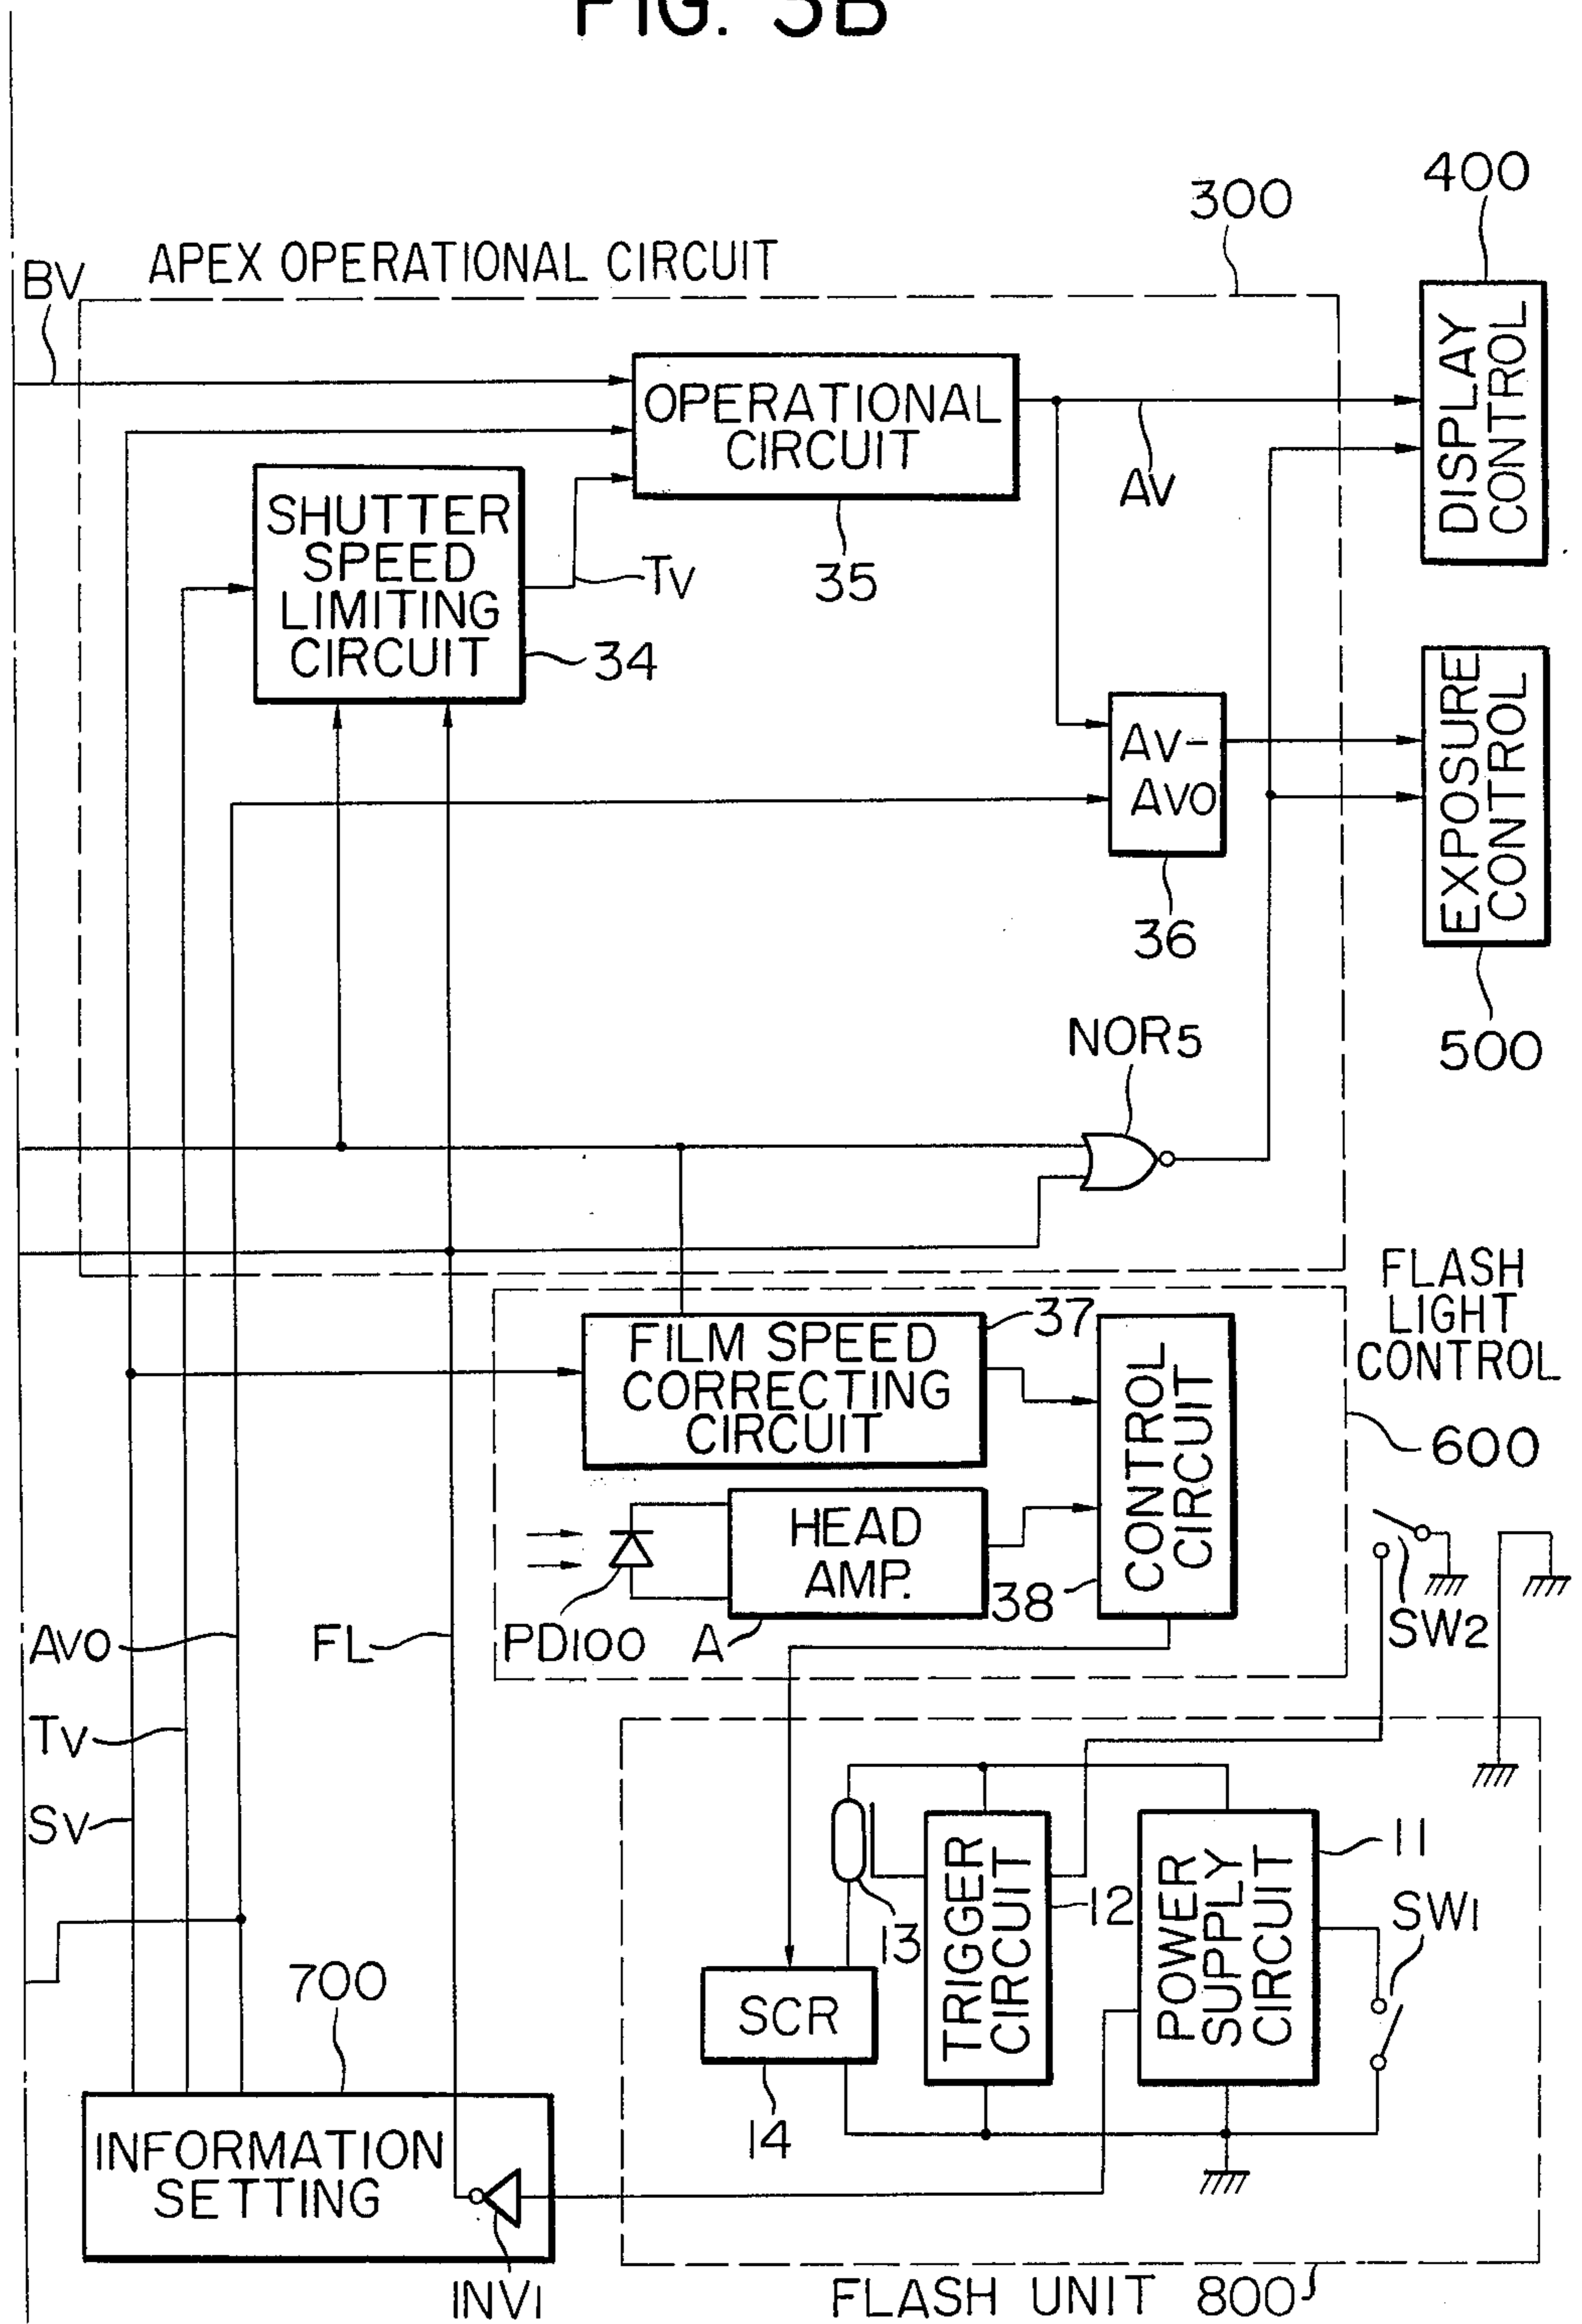 FIG. 3B
400
300
APEX OPERATIONAL CIRCUIT
BV
DISPLAY
CONTROL
OPERATIONAL
CIRCUIT
AV
35
SHUTTER
SPEED
LIMITING
CIRCUIT
TV
34
EXPOSURE
CONTROL
AV-
AVO
36
500
NOR5
FLASH
LIGHT
CONTROL
FILM SPEED
CORRECTING
CIRCUIT
37
CONTROL
CIRCUIT
600
HEAD
AMP.
38
PD100
A
SW2
AVO
FL
TV
SV
11
TRIGGER
CIRCUIT
12
POWER
SUPPLY
CIRCUIT
SW1
13
700
SCR
14
INFORMATION
SETTING
INV1
FLASH UNIT 800